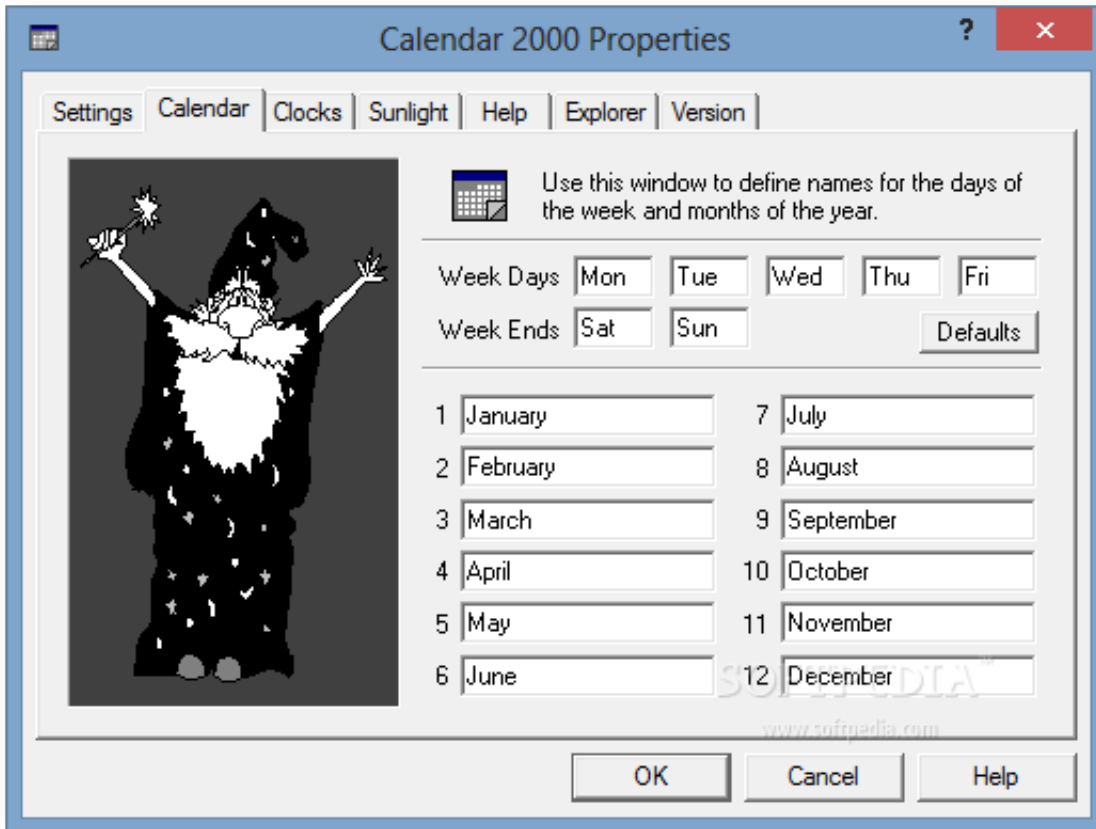 Calendar 2000 Properties ? ×
Settings Calendar Clocks Sunlight Help Explorer Version
Use this window to define names for the days of
the week and months of the year.
Week Days Mon Tue Wed Thu Fri
Week Ends Sat Sun Defaults
1 January 7 July
2 February 8 August
3 March 9 September
4 April 10 October
5 May 11 November
6 June 12 December
SOFTPEDIA™
www.softpedia.com
OK Cancel Help